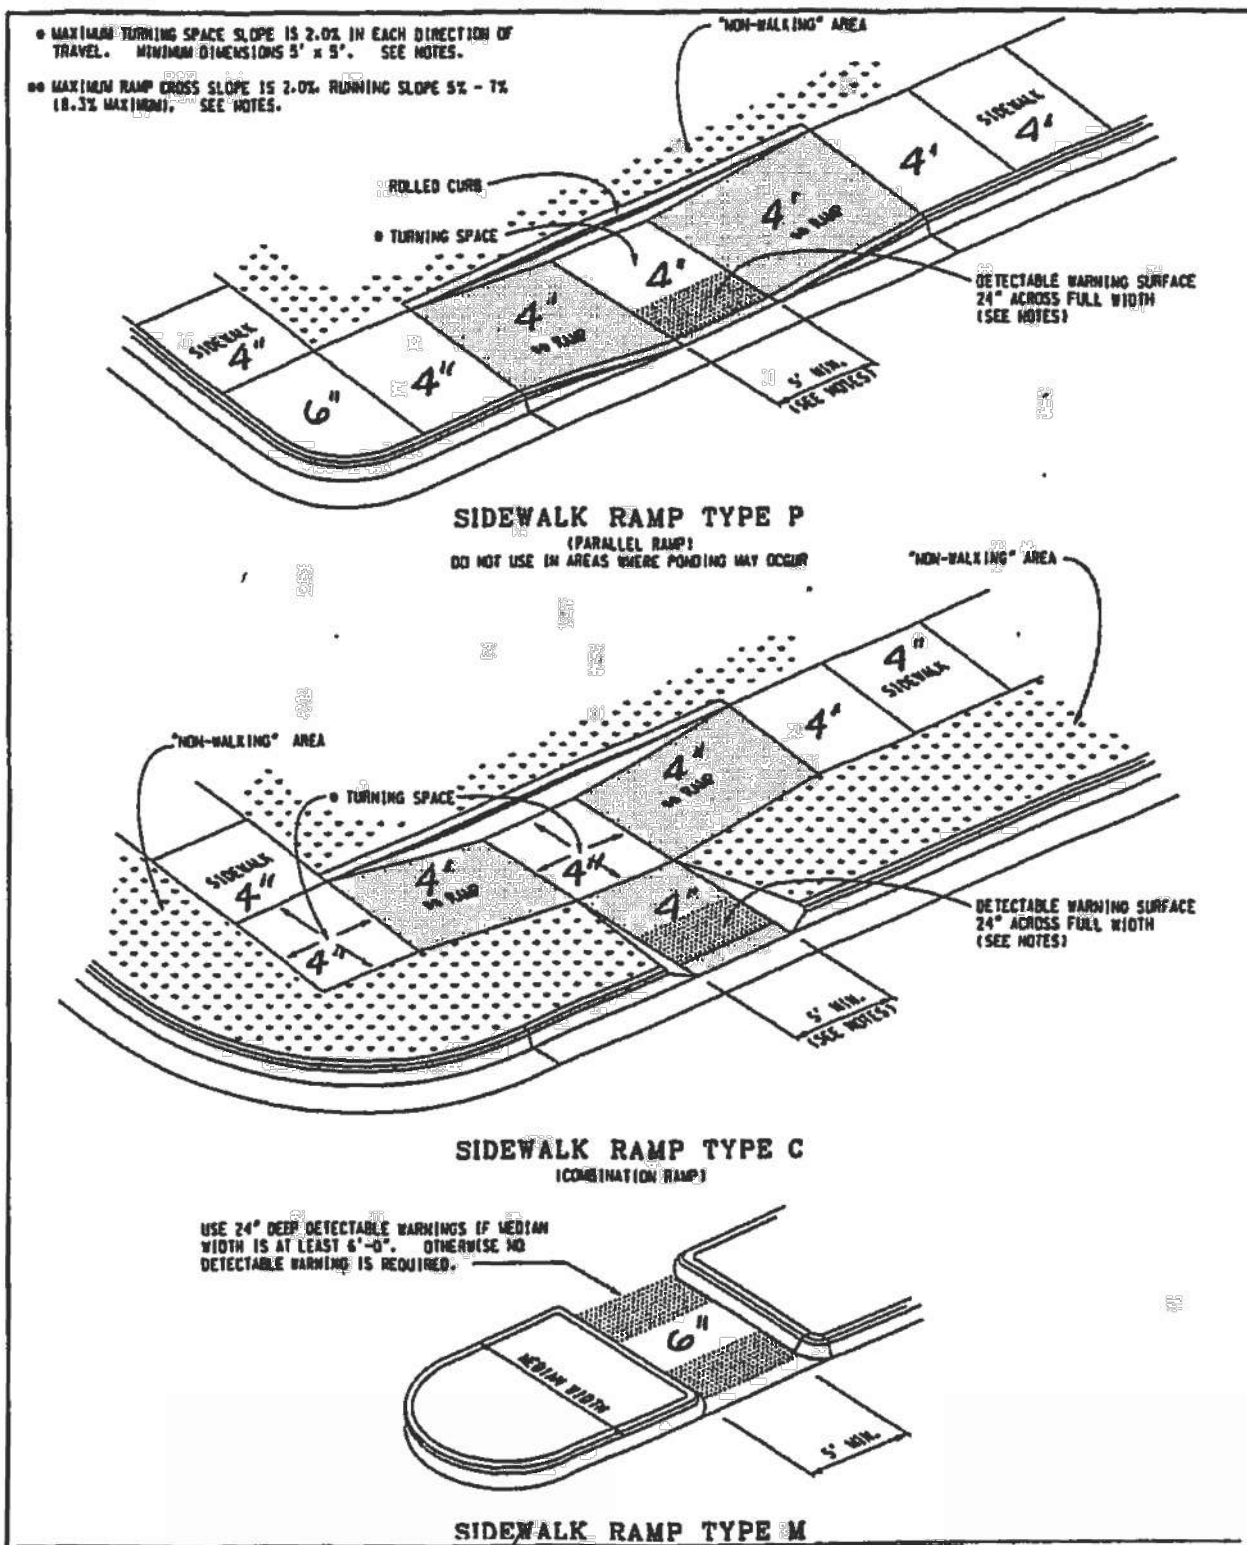 * MAXIMUM TURNING SPACE SLOPE IS 2.0% IN EACH DIRECTION OF
TRAVEL. MINIMUM DIMENSIONS 5' x 5'. SEE NOTES.
** MAXIMUM RAMP CROSS SLOPE IS 2.0%. RUNNING SLOPE 5% - 7%
(8.3% MAXIMUM). SEE NOTES.
"NON-WALKING" AREA
SIDEWALK
4"
4"
ROLLED CURB
4"
** RAMP
* TURNING SPACE
4"
DETECTABLE WARNING SURFACE
24" ACROSS FULL WIDTH
(SEE NOTES)
4"
** RAMP
SIDEWALK
4"
4"
6"
5' MIN.
(SEE NOTES)
SIDEWALK RAMP TYPE P
(PARALLEL RAMP)
DO NOT USE IN AREAS WHERE PONDING MAY OCCUR
"NON-WALKING" AREA
4"
SIDEWALK
4"
"NON-WALKING" AREA
4"
** RAMP
* TURNING SPACE
4"
4"
** RAMP
SIDEWALK
4"
4"
4"
DETECTABLE WARNING SURFACE
24" ACROSS FULL WIDTH
(SEE NOTES)
5' MIN.
(SEE NOTES)
SIDEWALK RAMP TYPE C
(COMBINATION RAMP)
USE 24" DEEP DETECTABLE WARNINGS IF MEDIAN
WIDTH IS AT LEAST 6'-0". OTHERWISE NO
DETECTABLE WARNING IS REQUIRED.
6"
MEDIAN WIDTH
5' MIN.
SIDEWALK RAMP TYPE M